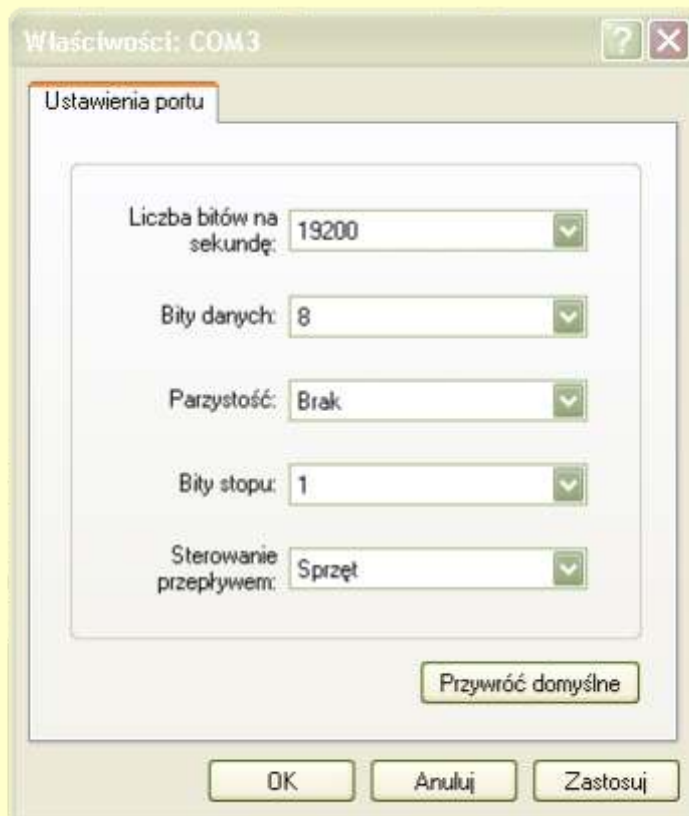 Właściwości: COM3
Ustawienia portu
Liczba bitów na
sekundę:
19200
Bity danych:
8
Parzystość:
Brak
Bity stopu:
1
Sterowanie
przepływem:
Sprzęt
Przywróć domyślne
OK
Anuluj
Zastosuj